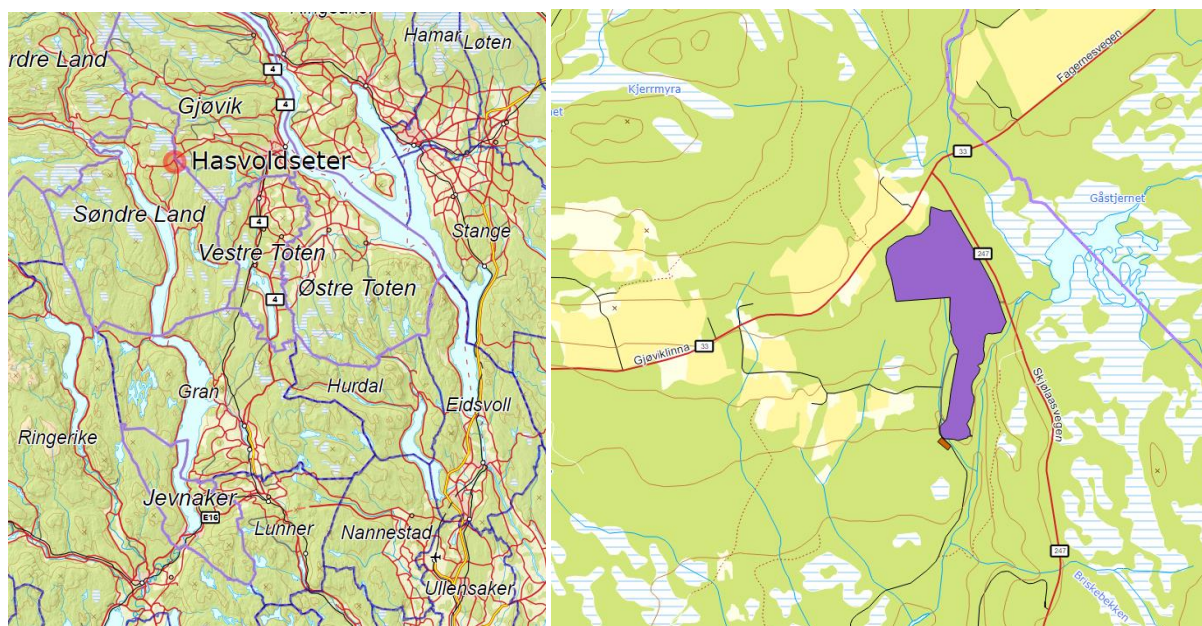 Hamar
Løten
rdre Land
4
Gjøvik
4
Hasvoldseter
Søndre Land
4
Stange
Vestre Toten
Østre Toten
4
Gran
Hurdal
Eidsvoll
Ringerike
Jevnaker
E16
Lunner
Nannestad
Ullensaker
Kjerrmyra
Fagernesvegen
33
Gåstjernet
247
Gjøviklinna
33
Skjølaasvegen
247
Briskebekken